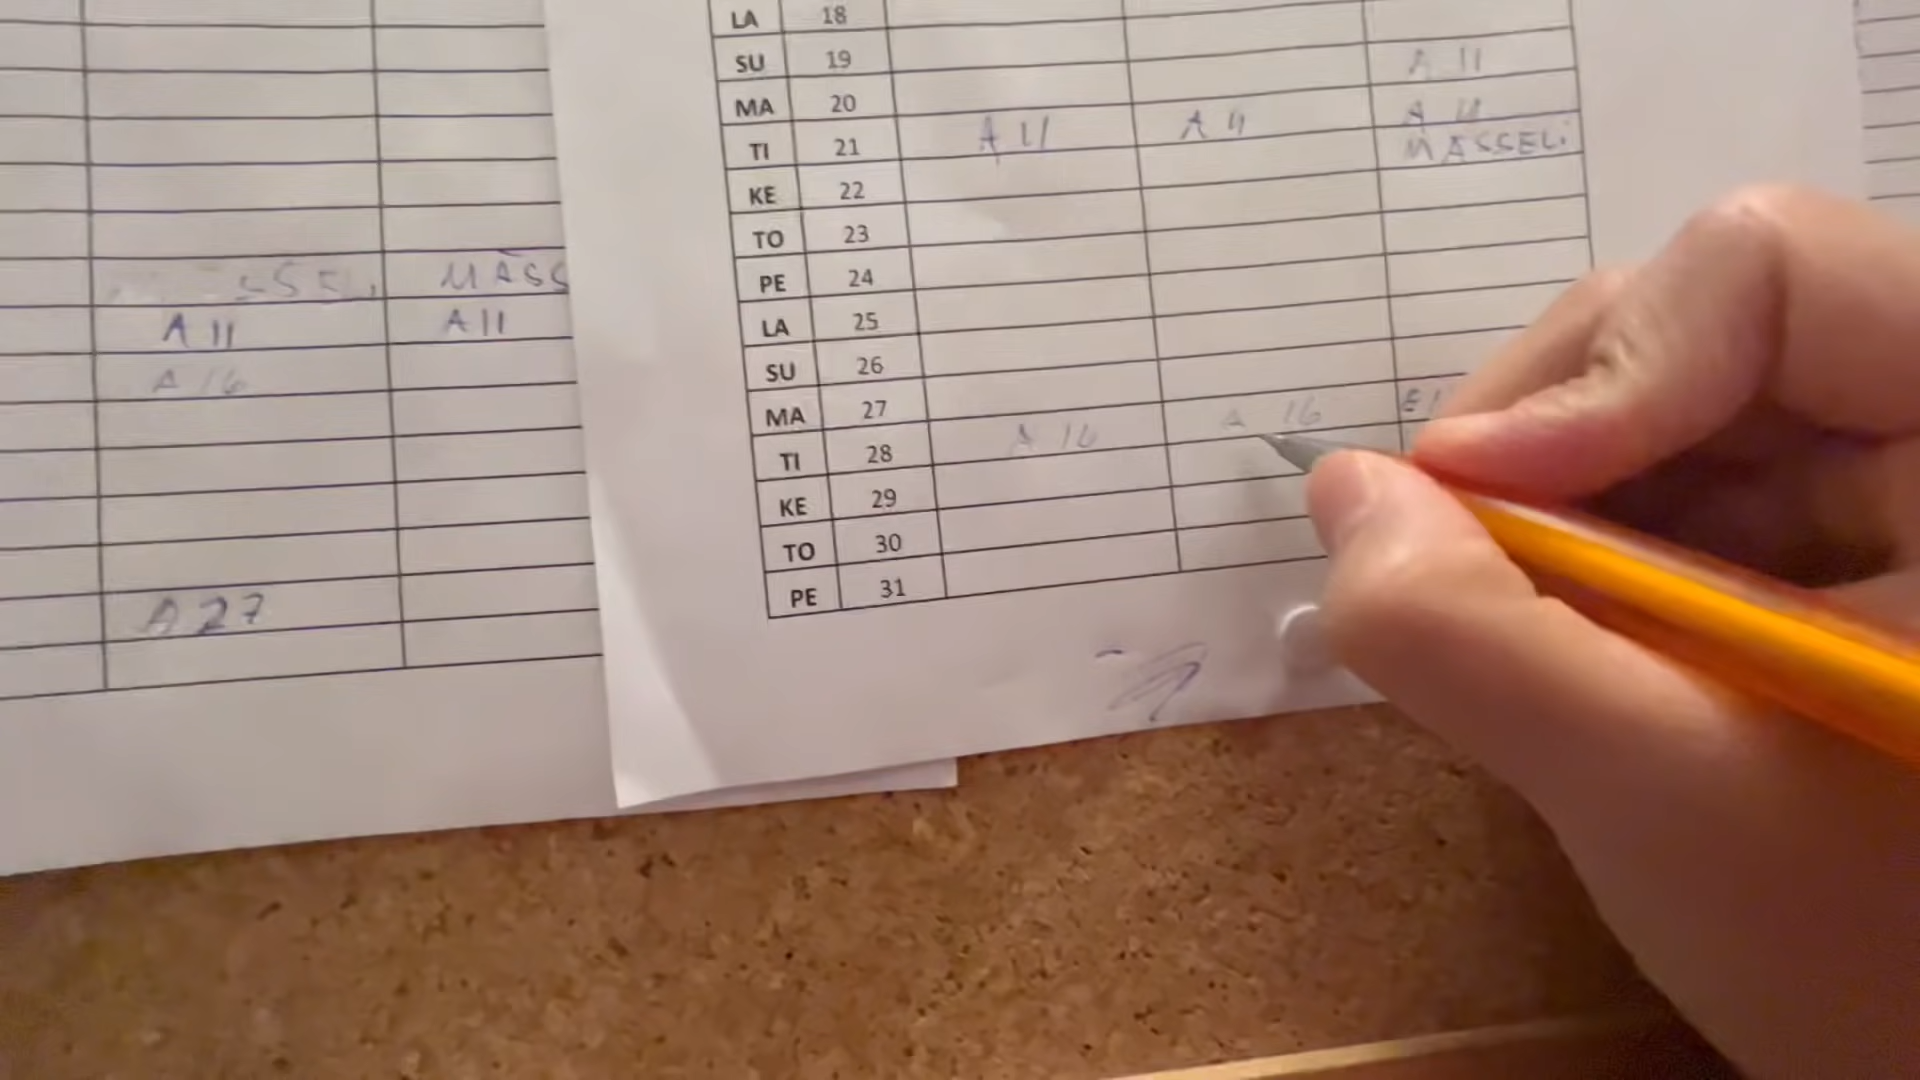 LA 18
SU 19 A 11
MA 20 A 11
TI 21 A 11 A 11 MÄSSELI
KE 22
TO 23
PE 24
LA 25
SU 26
MA 27 A 16
TI 28 A 16
KE 29
TO 30
PE 31
MÄSS
A 11 A 11
A 16
A 27